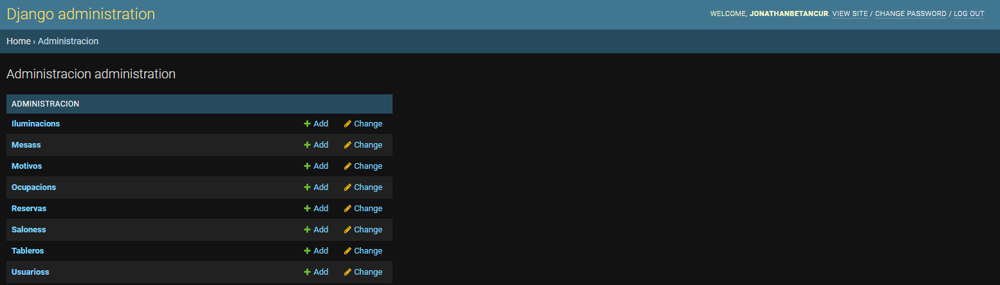 Django administration
WELCOME, JONATHANBETANCUR. VIEW SITE / CHANGE PASSWORD / LOG OUT
Home › Administracion
Administracion administration
ADMINISTRACION
Iluminacions Add Change
Mesass Add Change
Motivos Add Change
Ocupacions Add Change
Reservas Add Change
Saloness Add Change
Tableros Add Change
Usuarioss Add Change